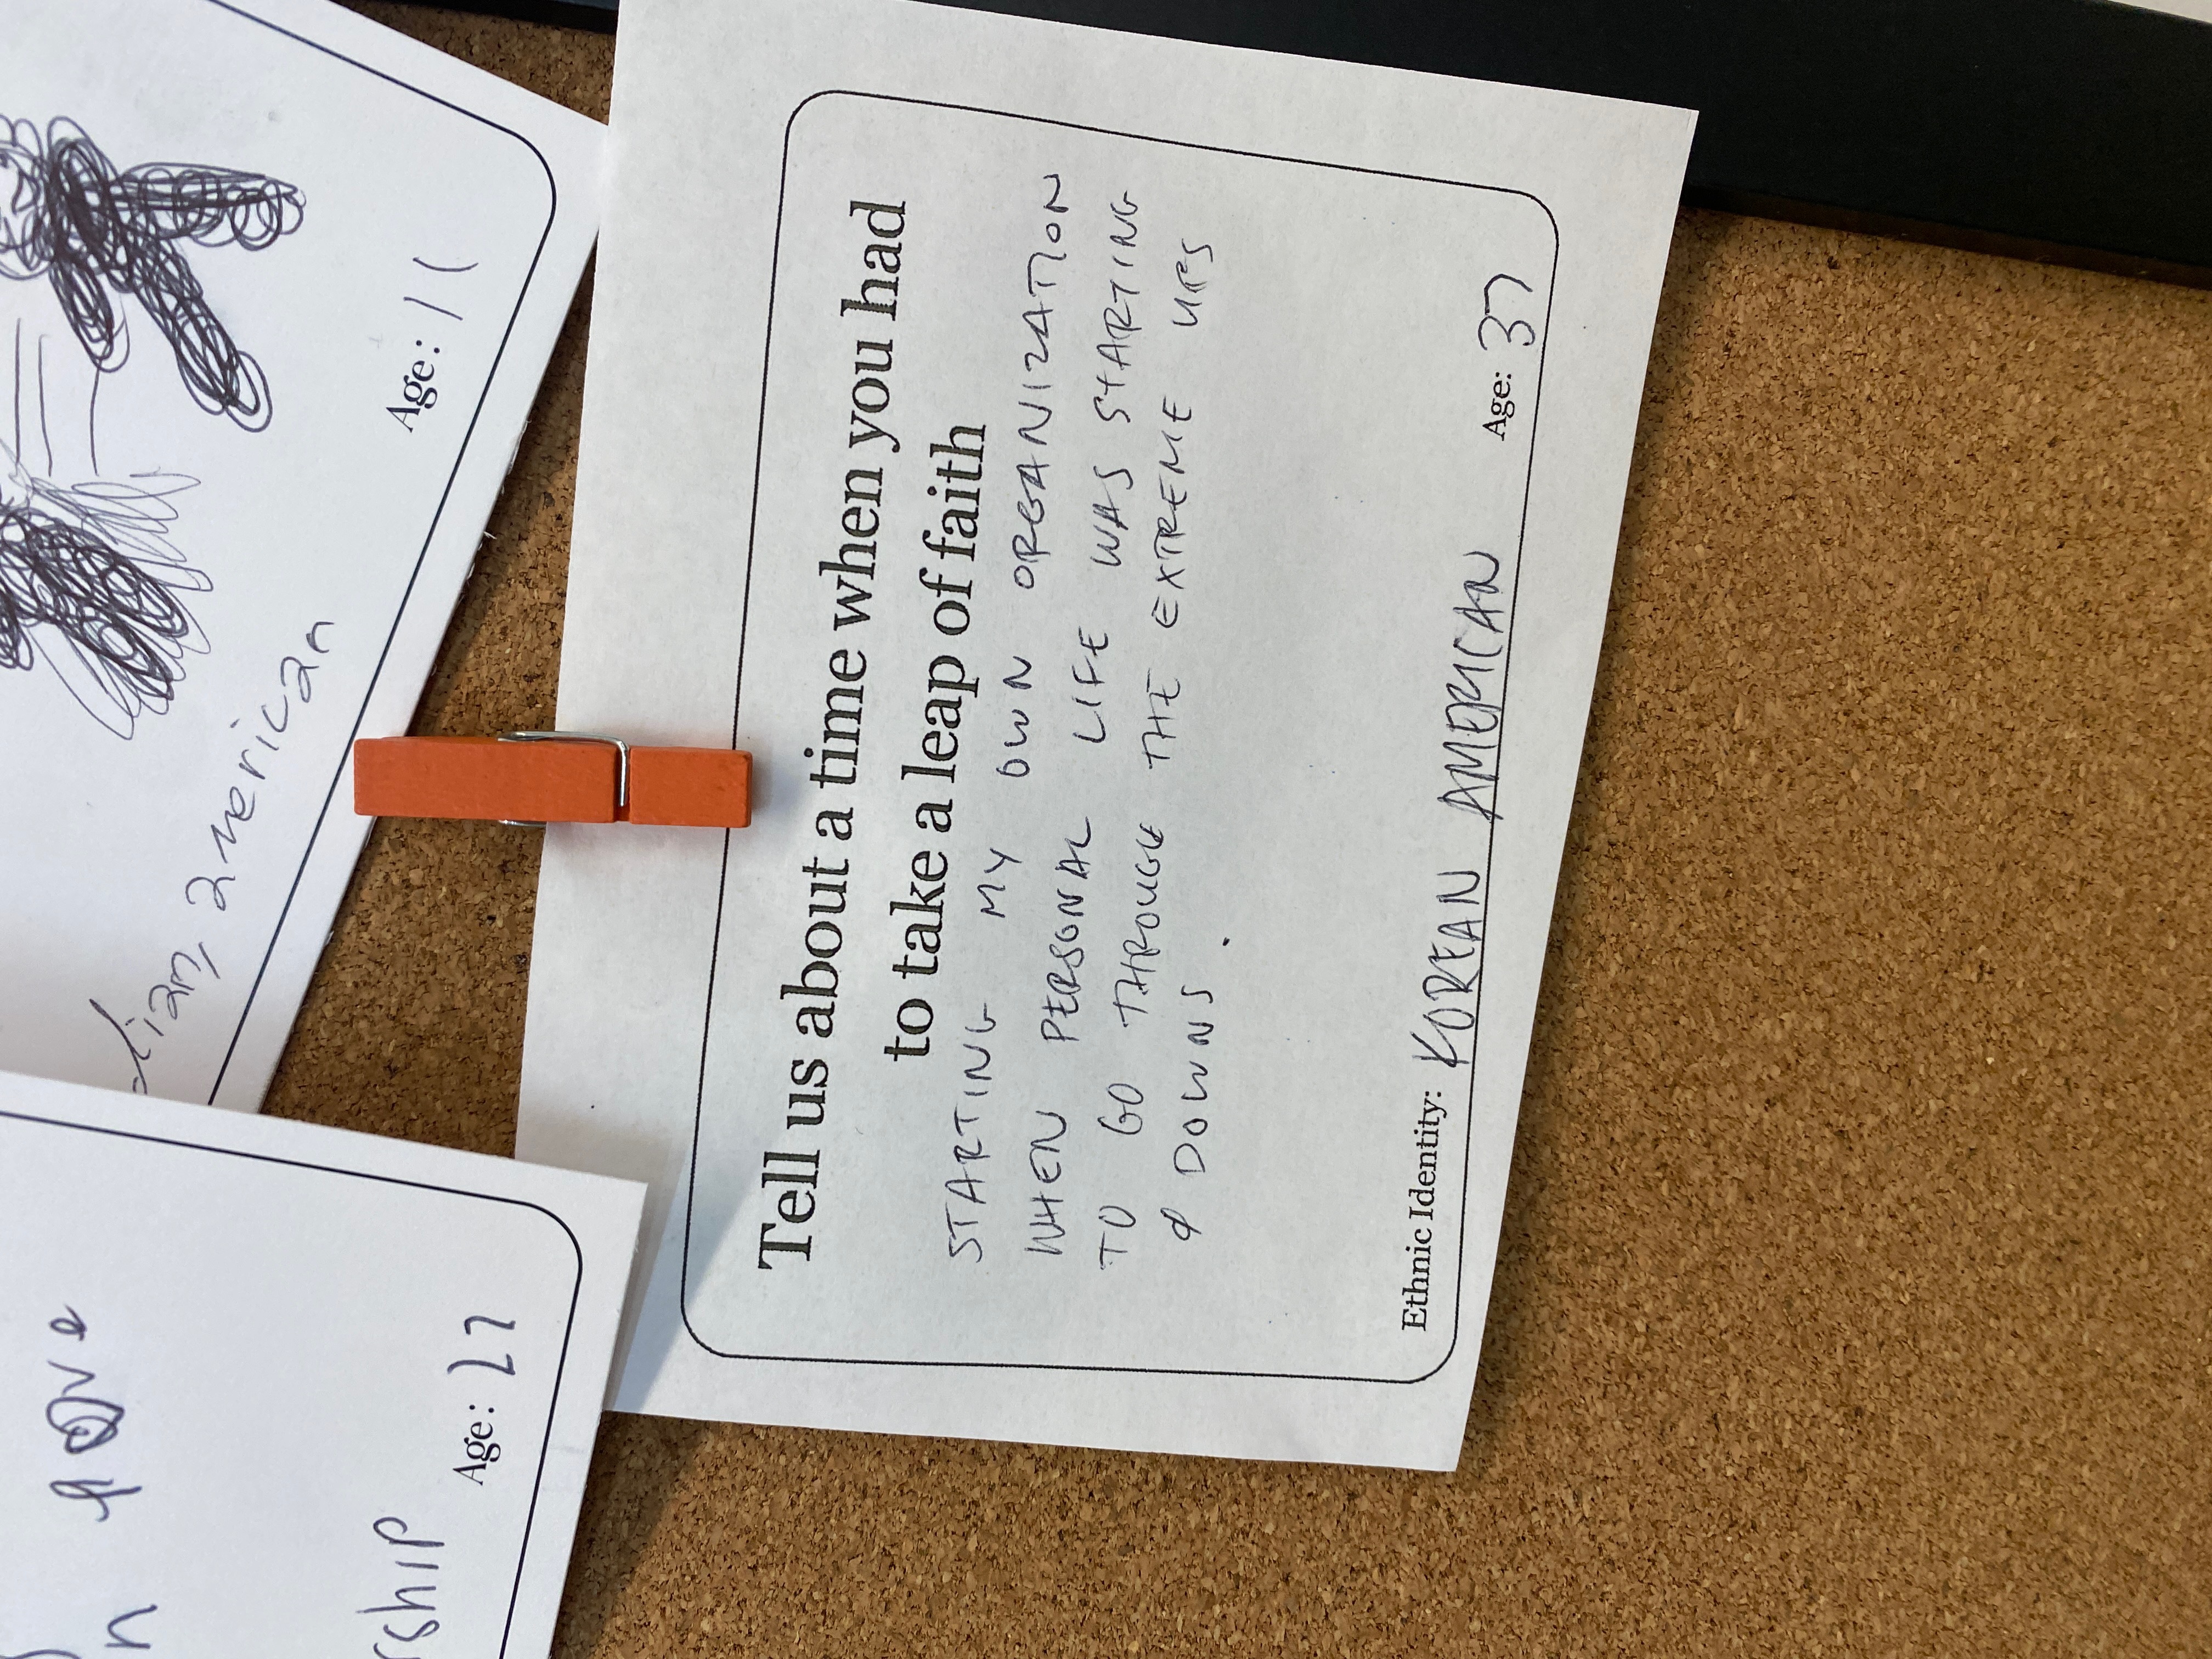 Tell us about a time when you had
to take a leap of faith
STARTING MY OWN ORGANIZATION
WHEN PERSONAL LIFE WAS STARTING
TO GO THROUGH THE EXTREME UPS
& DOWNS.
Ethnic Identity: KOREAN AMERICAN Age: 37
american
Age: 11
Age: 27